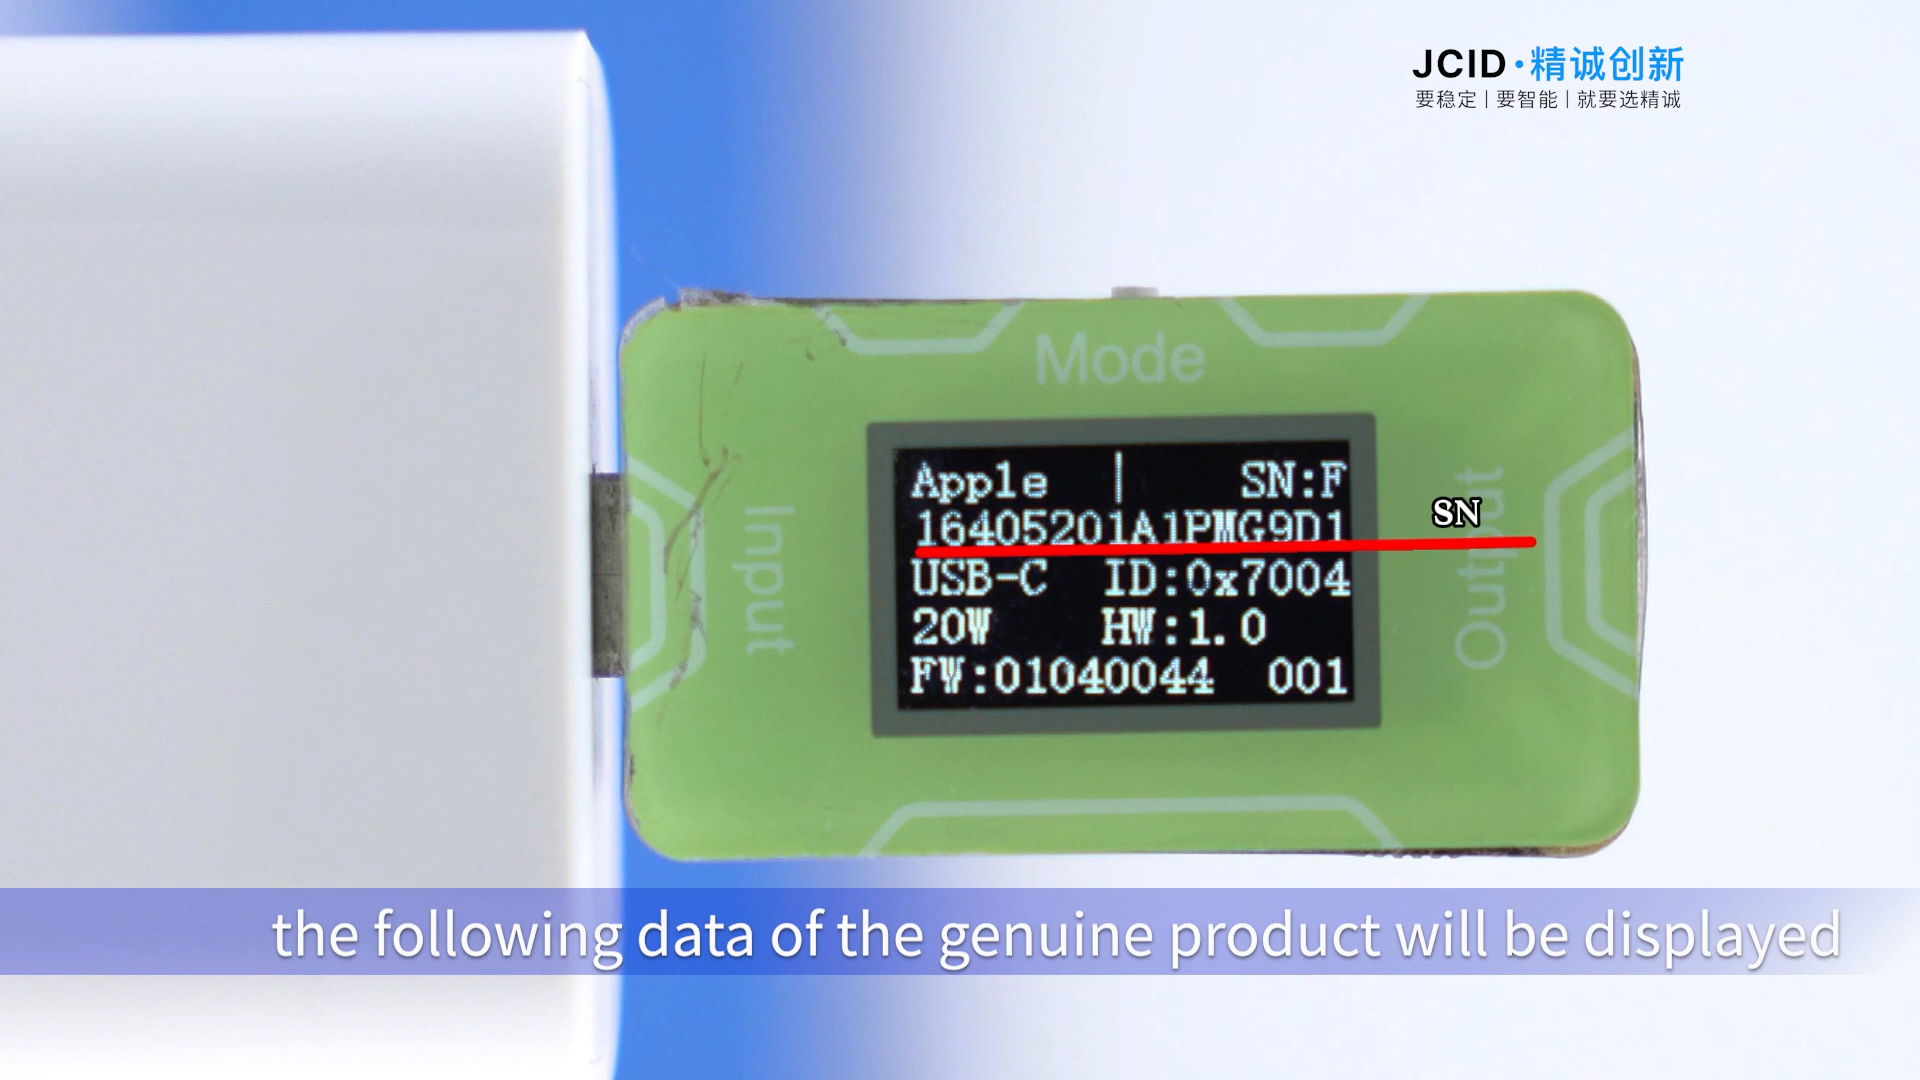 JCID·精诚创新
要稳定 | 要智能 | 就要选精诚
Mode
Input
Apple | SN:F
16405201A1PMG9D1
USB-C ID:0x7004
20W HW:1.0
FW:01040044 001
SN
Output
the following data of the genuine product will be displayed